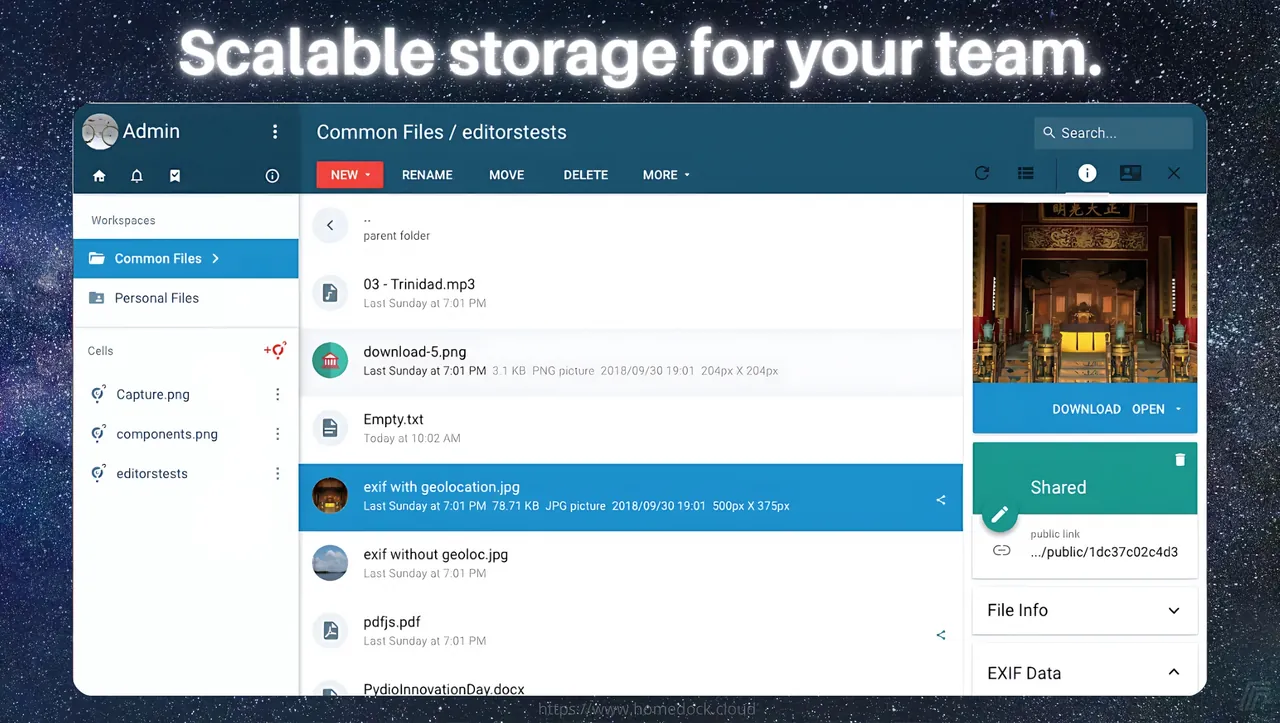 Scalable storage for your team.
Admin
Workspaces
Common Files
Personal Files
Cells
Capture.png
components.png
editorstests
Common Files / editorstests
Search...
NEW RENAME MOVE DELETE MORE
..
parent folder
03 - Trinidad.mp3
Last Sunday at 7:01 PM
download-5.png
Last Sunday at 7:01 PM 3.1 KB PNG picture 2018/09/30 19:01 204px X 204px
Empty.txt
Today at 10:02 AM
exif with geolocation.jpg
Last Sunday at 7:01 PM 78.71 KB JPG picture 2018/09/30 19:01 500px X 375px
exif without geoloc.jpg
Last Sunday at 7:01 PM
pdfjs.pdf
Last Sunday at 7:01 PM
PydioInnovationDay.docx
明光大正
DOWNLOAD OPEN
Shared
public link
.../public/1dc37c02c4d3
File Info
EXIF Data
https://www.homedock.cloud